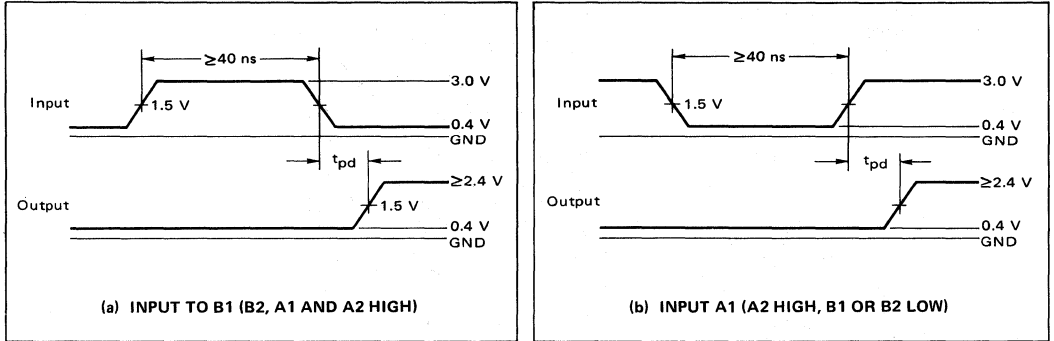 ≥40 ns
3.0 V
Input
1.5 V
0.4 V
GND
tpd
≥2.4 V
Output
1.5 V
0.4 V
GND
(a) INPUT TO B1 (B2, A1 AND A2 HIGH)
≥40 ns
3.0 V
Input
1.5 V
0.4 V
GND
tpd
≥2.4 V
Output
0.4 V
GND
(b) INPUT A1 (A2 HIGH, B1 OR B2 LOW)